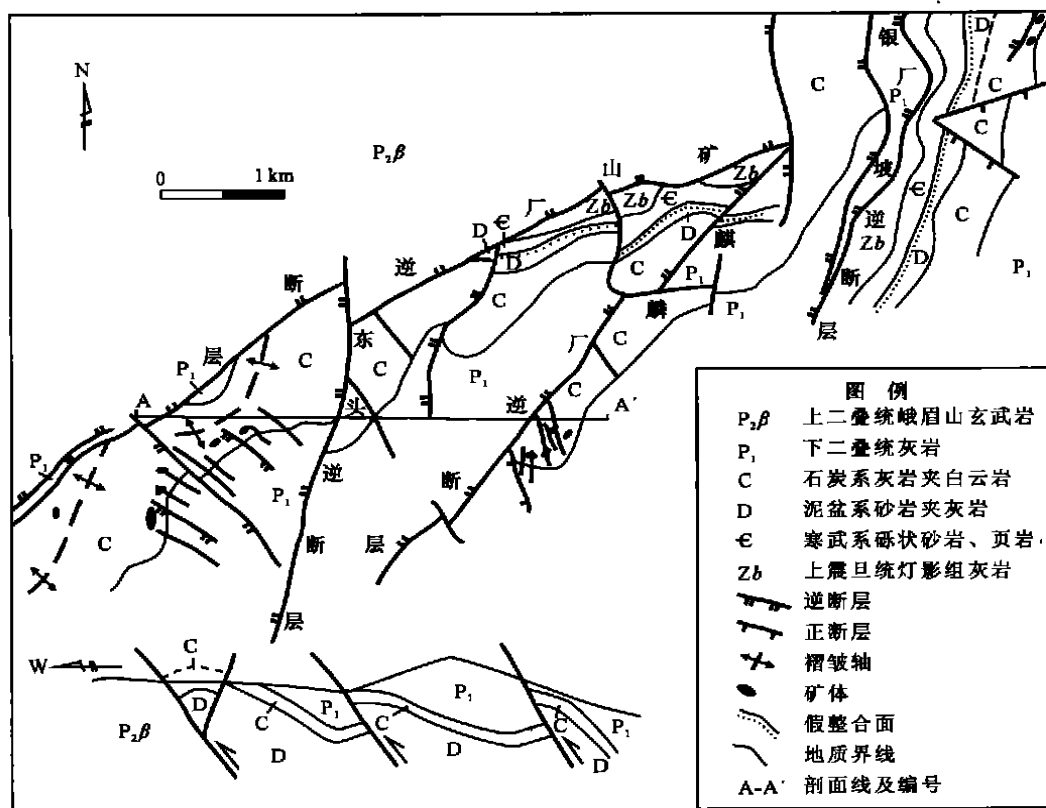 N
0 1 km
P₂β
C
银
厂
坡
逆
断
层
D
C
C
P₁
Є
Zb
D
C
P₁
矿
山
厂
逆
断
层
Zb
Zb
Є
Zb
D
Є
D
D
C
P₁
P₁
C
麒
麟
厂
逆
断
层
C
C
P₁
东
头
逆
断
层
C
C
P₁
P₁
P₁
C
A
A′
W
C
D
P₂β
C
P₁
D
C
P₁
D
C
P₁
D
图 例
P₂β 上二叠统峨眉山玄武岩
P₁ 下二叠统灰岩
C 石炭系灰岩夹白云岩
D 泥盆系砂岩夹灰岩
Є 寒武系砾状砂岩、页岩
Zb 上震旦统灯影组灰岩
逆断层
正断层
褶皱轴
矿体
假整合面
地质界线
A-A′ 剖面线及编号